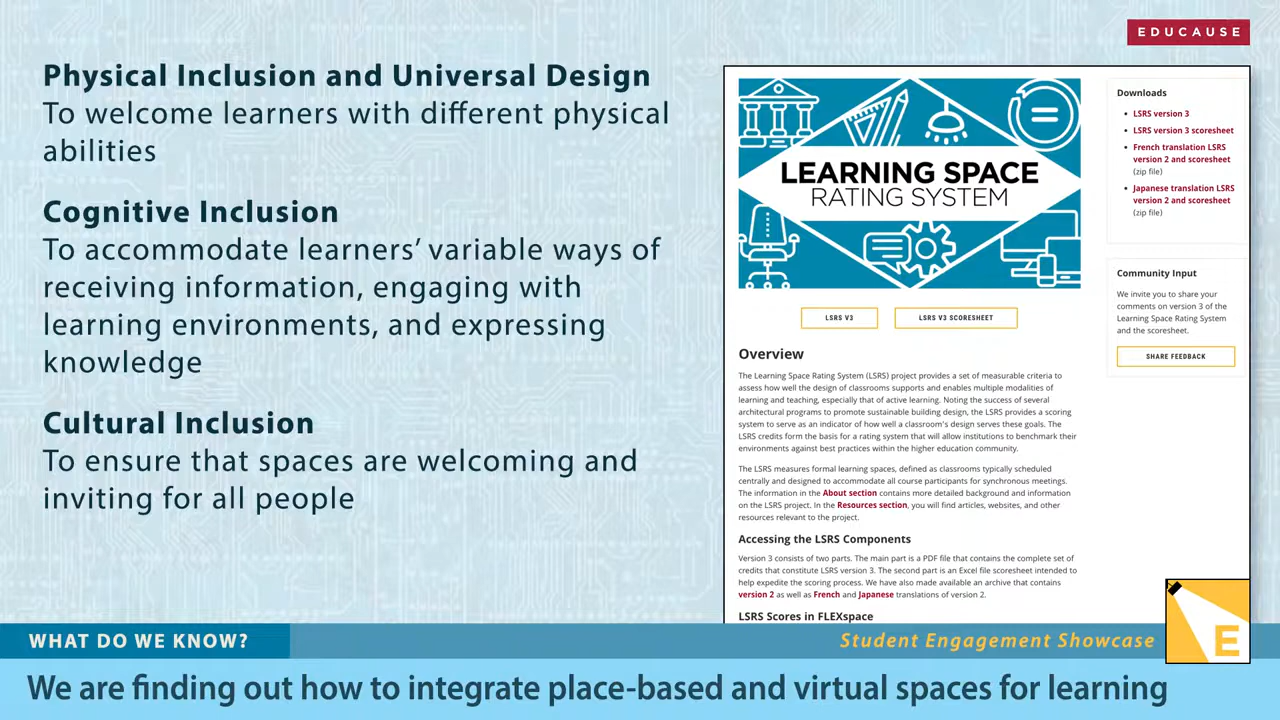 EDUCAUSE
Physical Inclusion and Universal Design
To welcome learners with different physical
abilities
Cognitive Inclusion
To accommodate learners’ variable ways of
receiving information, engaging with
learning environments, and expressing
knowledge
Cultural Inclusion
To ensure that spaces are welcoming and
inviting for all people
LEARNING SPACE
RATING SYSTEM
LSRS V3
LSRS V3 SCORESHEET
Overview
The Learning Space Rating System (LSRS) project provides a set of measurable criteria to
assess how well the design of classrooms supports and enables multiple modalities of
learning and teaching, especially that of active learning. Noting the success of several
architectural programs to promote sustainable building design, the LSRS provides a scoring
system to serve as an indicator of how well a classroom's design serves these goals. The
LSRS credits form the basis for a rating system that will allow institutions to benchmark their
environments against best practices within the higher education community.
The LSRS measures formal learning spaces, defined as classrooms typically scheduled
centrally and designed to accommodate all course participants for synchronous meetings.
The information in the About section contains more detailed background and information
on the LSRS project. In the Resources section, you will find articles, websites, and other
resources relevant to the project.
Accessing the LSRS Components
Version 3 consists of two parts. The main part is a PDF file that contains the complete set of
credits that constitute LSRS version 3. The second part is an Excel file scoresheet intended to
help expedite the scoring process. We have also made available an archive that contains
version 2 as well as French and Japanese translations of version 2.
LSRS Scores in FLEXspace
Downloads
• LSRS version 3
• LSRS version 3 scoresheet
• French translation LSRS
version 2 and scoresheet
(zip file)
• Japanese translation LSRS
version 2 and scoresheet
(zip file)
Community Input
We invite you to share your
comments on version 3 of the
Learning Space Rating System
and the scoresheet.
SHARE FEEDBACK
WHAT DO WE KNOW?
Student Engagement Showcase
E
We are finding out how to integrate place-based and virtual spaces for learning